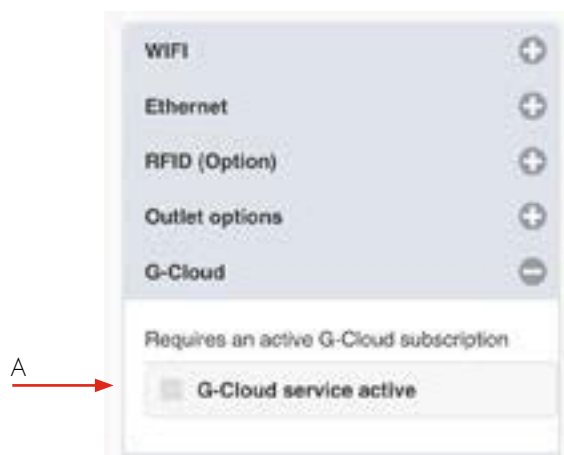 WIFI
Ethernet
RFID (Option)
Outlet options
G-Cloud
Requires an active G-Cloud subscription
A
G-Cloud service active